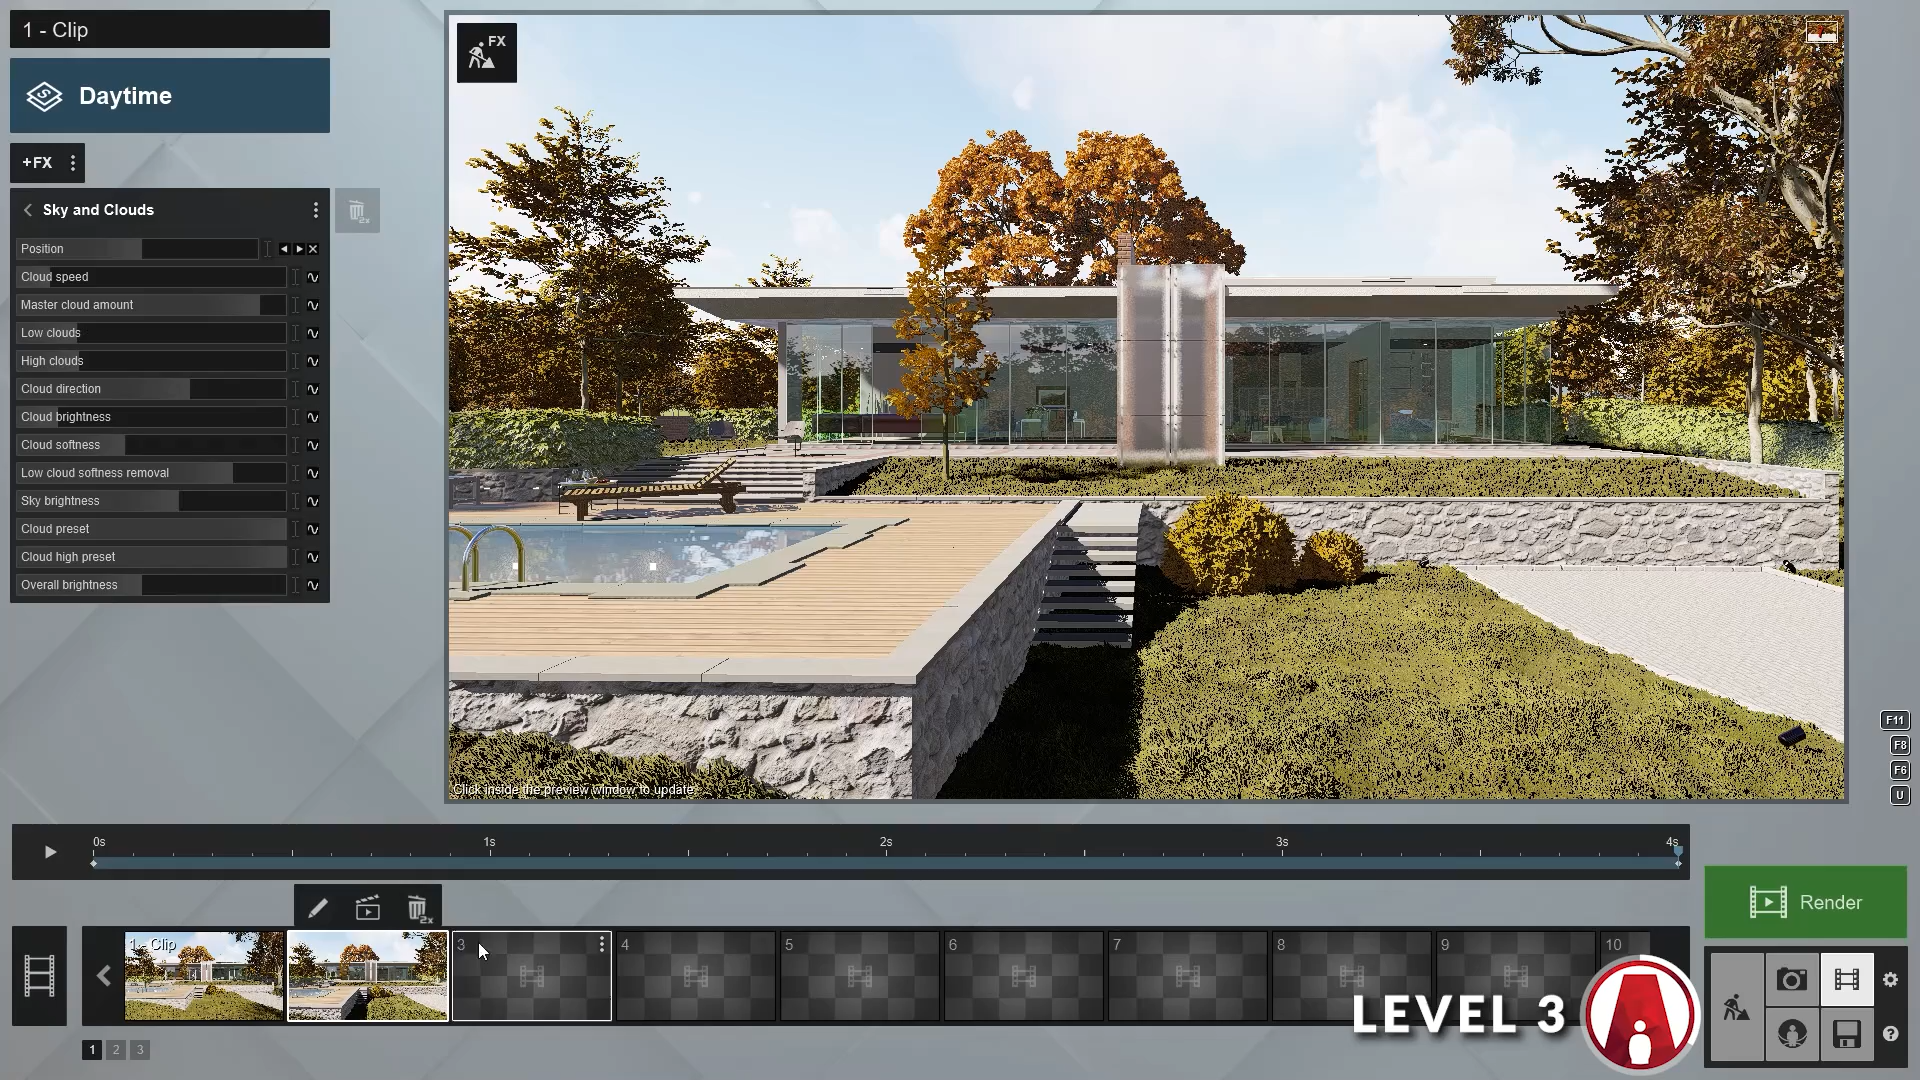 1 - Clip
Daytime
+FX
Sky and Clouds
2x
Position
Cloud speed
Master cloud amount
Low clouds
High clouds
Cloud direction
Cloud brightness
Cloud softness
Low cloud softness removal
Sky brightness
Cloud preset
Cloud high preset
Overall brightness
FX
Click inside the preview window to update
F11
F8
F6
U
0s 1s 2s 3s 4s
2x
Render
1 - Clip 3 4 5 6 7 8 9 10
LEVEL 3
?
1 2 3